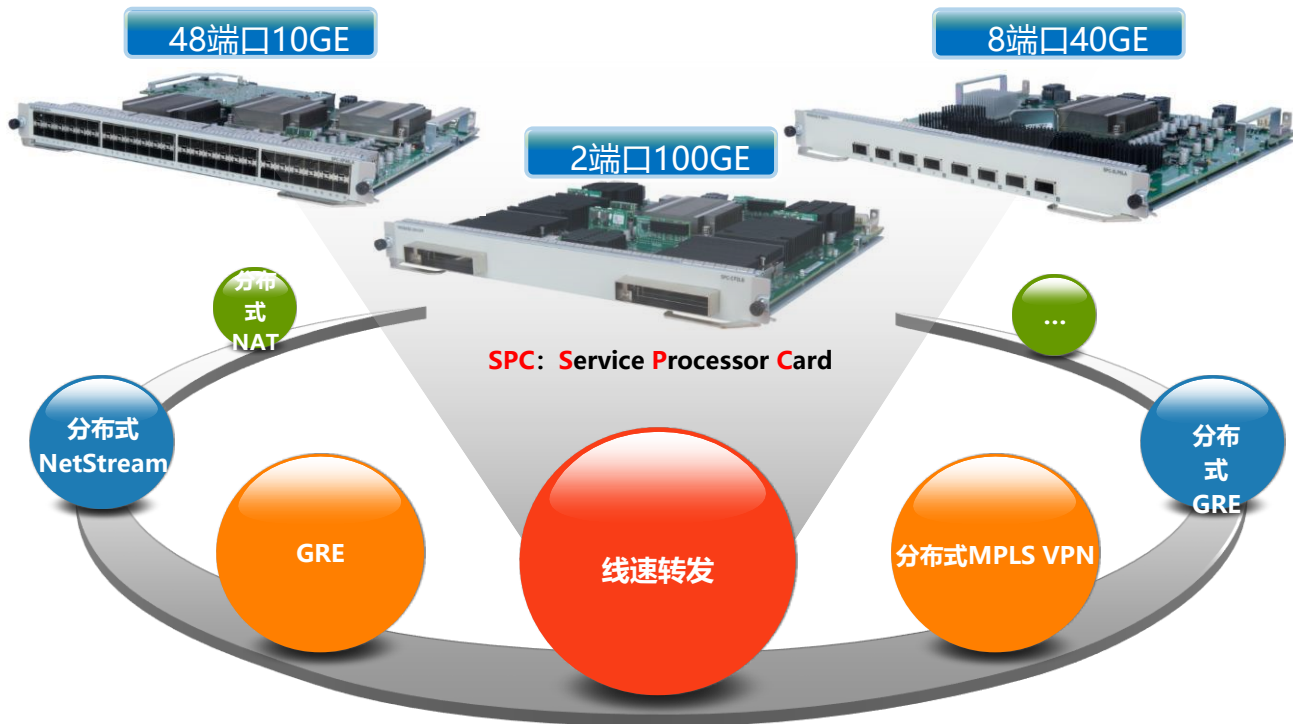 48端口10GE
8端口40GE
2端口100GE
SPC：Service Processor Card
分布
式
NAT
...
分布式
NetStream
分布
式
GRE
GRE
线速转发
分布式MPLS VPN